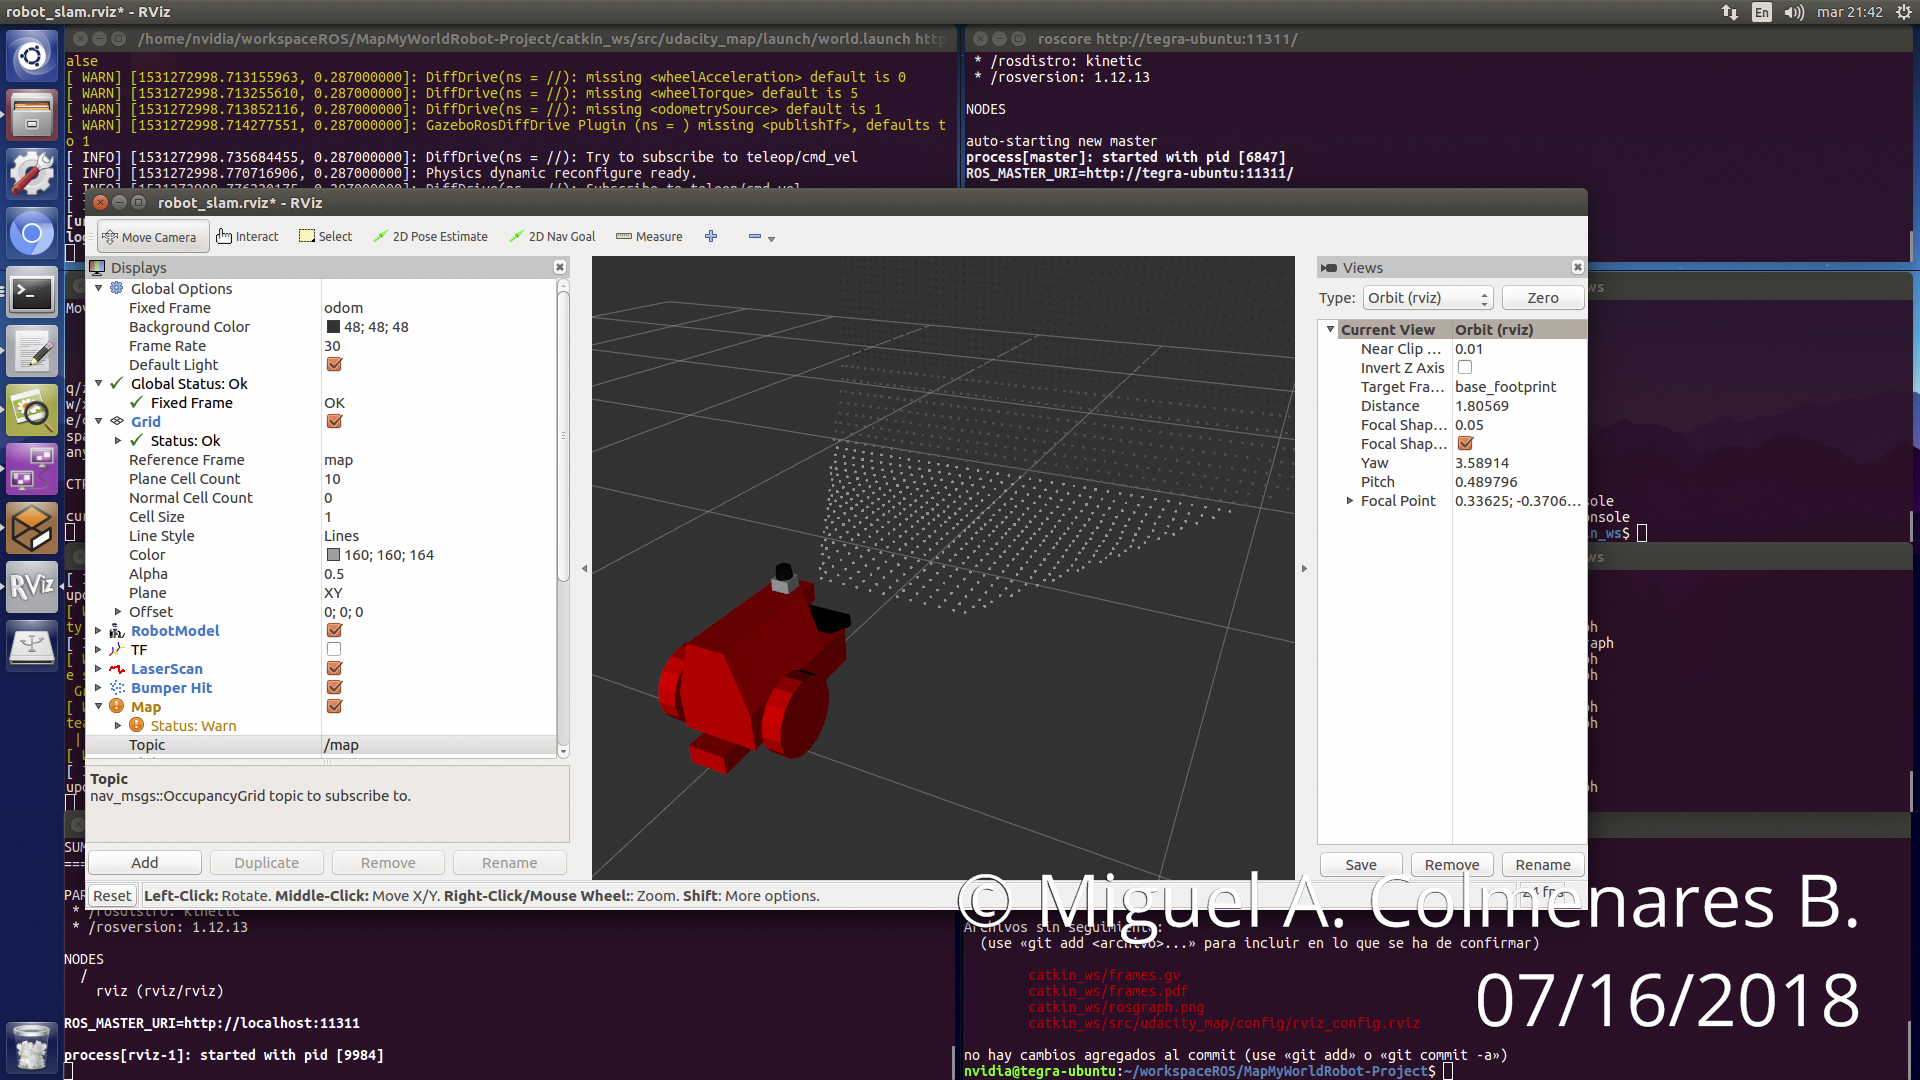 robot_slam.rviz* - RViz
En
mar 21:42
/home/nvidia/workspaceROS/MapMyWorldRobot-Project/catkin_ws/src/udacity_map/launch/world.launch http
alse
[ WARN] [1531272998.713155963, 0.287000000]: DiffDrive(ns = //): missing <wheelAcceleration> default is 0
[ WARN] [1531272998.713255610, 0.287000000]: DiffDrive(ns = //): missing <wheelTorque> default is 5
[ WARN] [1531272998.713852116, 0.287000000]: DiffDrive(ns = //): missing <odometrySource> default is 1
[ WARN] [1531272998.714277551, 0.287000000]: GazeboRosDiffDrive Plugin (ns = ) missing <publishTf>, defaults t
o 1
[ INFO] [1531272998.735684455, 0.287000000]: DiffDrive(ns = //): Try to subscribe to teleop/cmd_vel
[ INFO] [1531272998.770716906, 0.287000000]: Physics dynamic reconfigure ready.
roscore http://tegra-ubuntu:11311/
* /rosdistro: kinetic
* /rosversion: 1.12.13
NODES
auto-starting new master
process[master]: started with pid [6847]
ROS_MASTER_URI=http://tegra-ubuntu:11311/
robot_slam.rviz* - RViz
Move Camera
Interact
Select
2D Pose Estimate
2D Nav Goal
Measure
Displays
Global Options
Fixed Frame odom
Background Color 48; 48; 48
Frame Rate 30
Default Light
Global Status: Ok
Fixed Frame OK
Grid
Status: Ok
Reference Frame map
Plane Cell Count 10
Normal Cell Count 0
Cell Size 1
Line Style Lines
Color 160; 160; 164
Alpha 0.5
Plane XY
Offset 0; 0; 0
RobotModel
TF
LaserScan
Bumper Hit
Map
Status: Warn
Topic /map
Topic
nav_msgs::OccupancyGrid topic to subscribe to.
Add
Duplicate
Remove
Rename
Reset
Left-Click: Rotate. Middle-Click: Move X/Y. Right-Click/Mouse Wheel:: Zoom. Shift: More options.
Views
Type: Orbit (rviz)
Zero
Current View Orbit (rviz)
Near Clip ... 0.01
Invert Z Axis
Target Fra... base_footprint
Distance 1.80569
Focal Shap... 0.05
Focal Shap...
Yaw 3.58914
Pitch 0.489796
Focal Point 0.33625; -0.3706...
Save
Remove
Rename
RViz
* /rosdistro: kinetic
* /rosversion: 1.12.13
NODES
/
rviz (rviz/rviz)
ROS_MASTER_URI=http://localhost:11311
process[rviz-1]: started with pid [9984]
Archivos sin seguimiento:
(use «git add <archivo>...» para incluir en lo que se ha de confirmar)
catkin_ws/frames.gv
catkin_ws/frames.pdf
catkin_ws/rosgraph.png
catkin_ws/src/udacity_map/config/rviz_config.rviz
no hay cambios agregados al commit (use «git add» o «git commit -a»)
nvidia@tegra-ubuntu:~/workspaceROS/MapMyWorldRobot-Project$
© Miguel A. Colmenares B.
07/16/2018